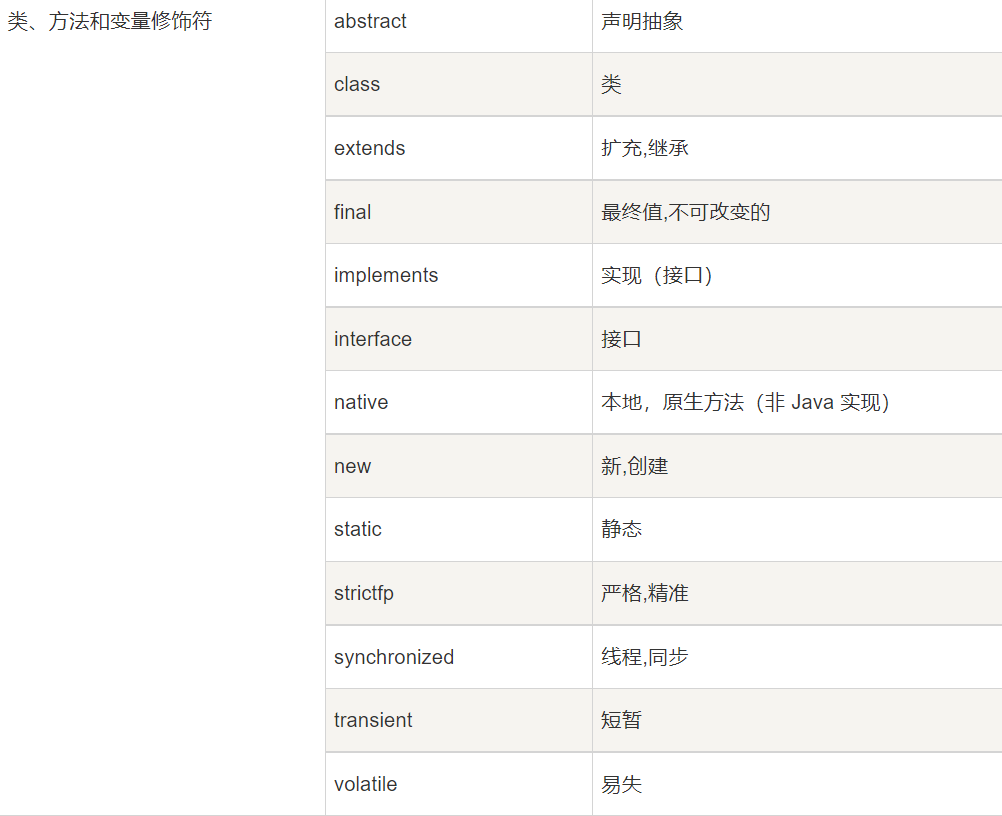 类、方法和变量修饰符
abstract
声明抽象
class
类
extends
扩充,继承
final
最终值,不可改变的
implements
实现（接口）
interface
接口
native
本地，原生方法（非 Java 实现）
new
新,创建
static
静态
strictfp
严格,精准
synchronized
线程,同步
transient
短暂
volatile
易失